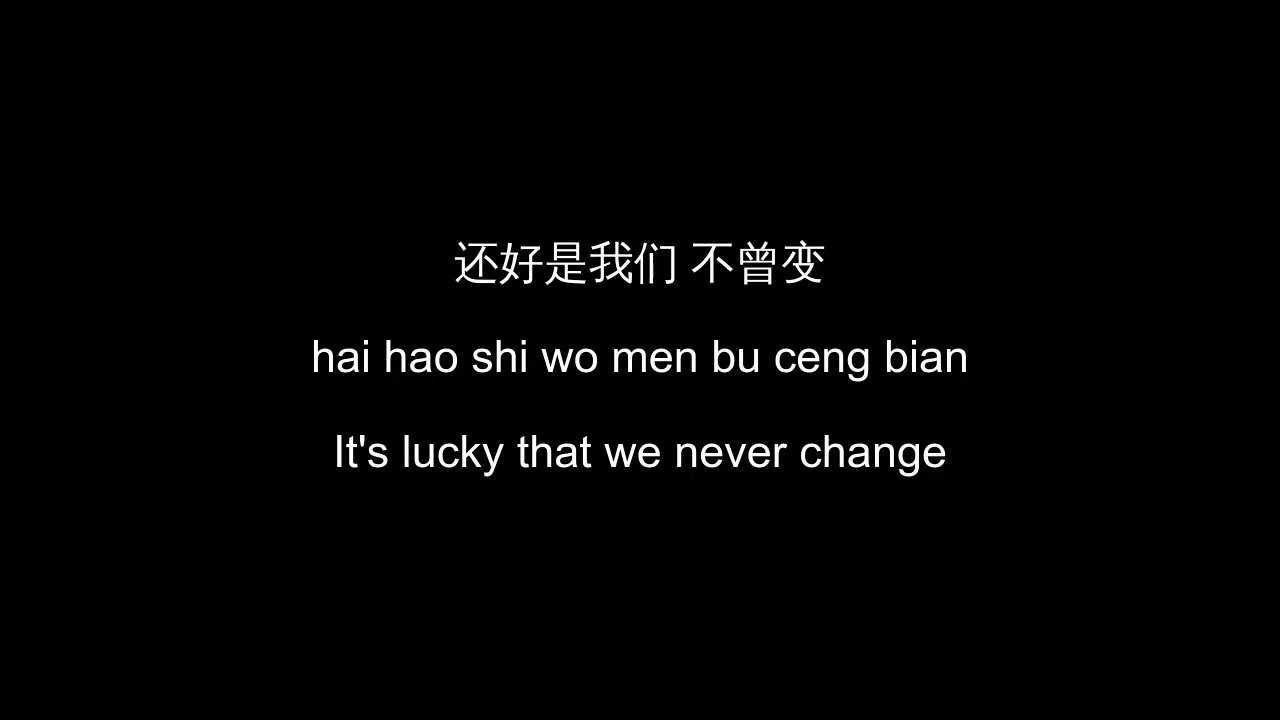 还好是我们 不曾变
hai hao shi wo men bu ceng bian
It's lucky that we never change